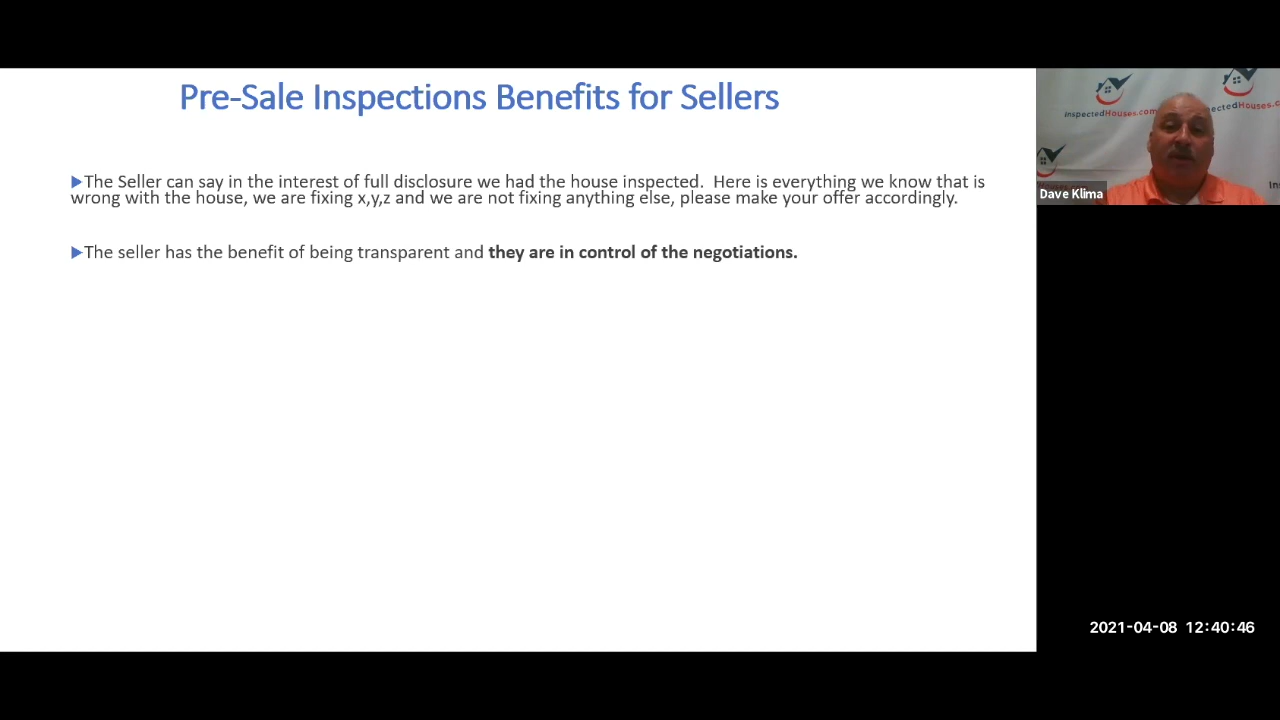 Pre-Sale Inspections Benefits for Sellers
The Seller can say in the interest of full disclosure we had the house inspected.  Here is everything we know that is
wrong with the house, we are fixing x,y,z and we are not fixing anything else, please make your offer accordingly.
The seller has the benefit of being transparent and they are in control of the negotiations.
InspectedHouses.com
pectedHouses.c
Dave Klima
2021-04-08 12:40:46